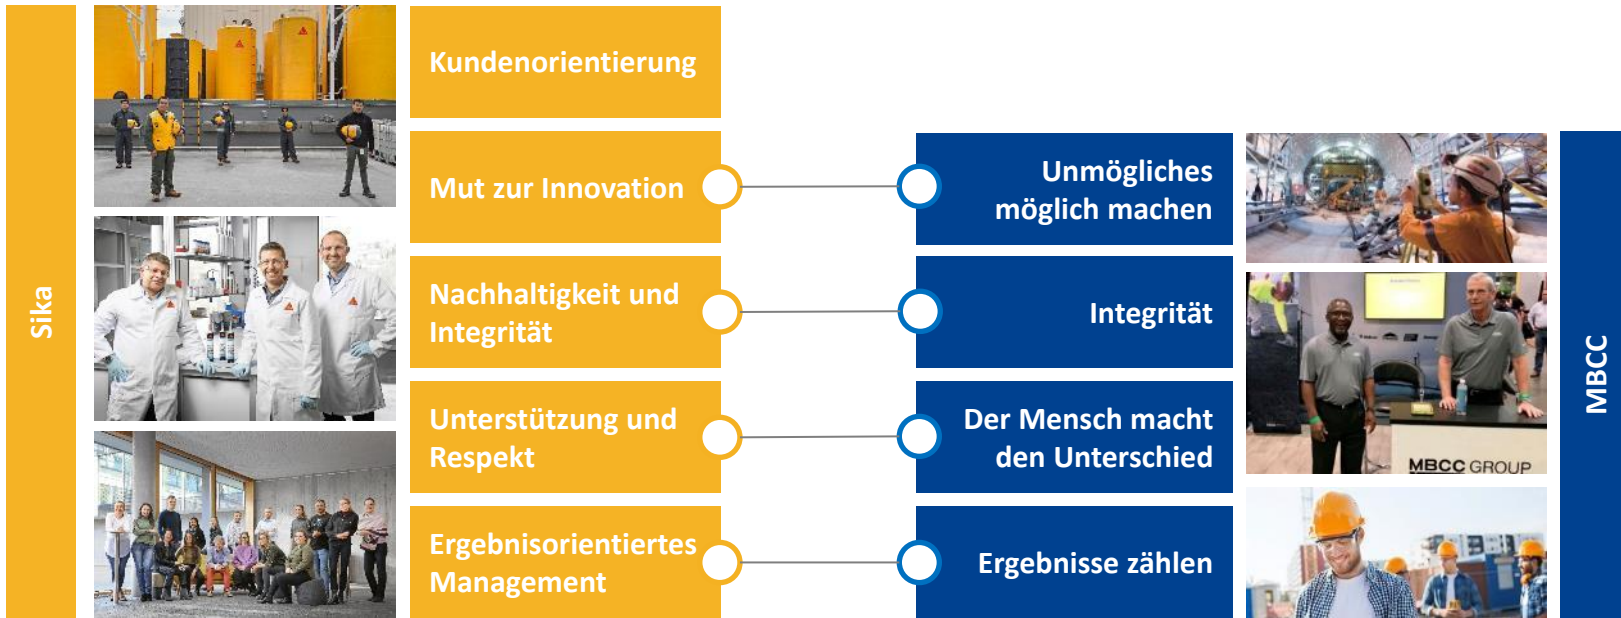 Sika
Kundenorientierung
Mut zur Innovation
Nachhaltigkeit und
Integrität
Unterstützung und
Respekt
Ergebnisorientiertes
Management
Unmögliches
möglich machen
Integrität
Der Mensch macht
den Unterschied
Ergebnisse zählen
MBCC GROUP
MBCC